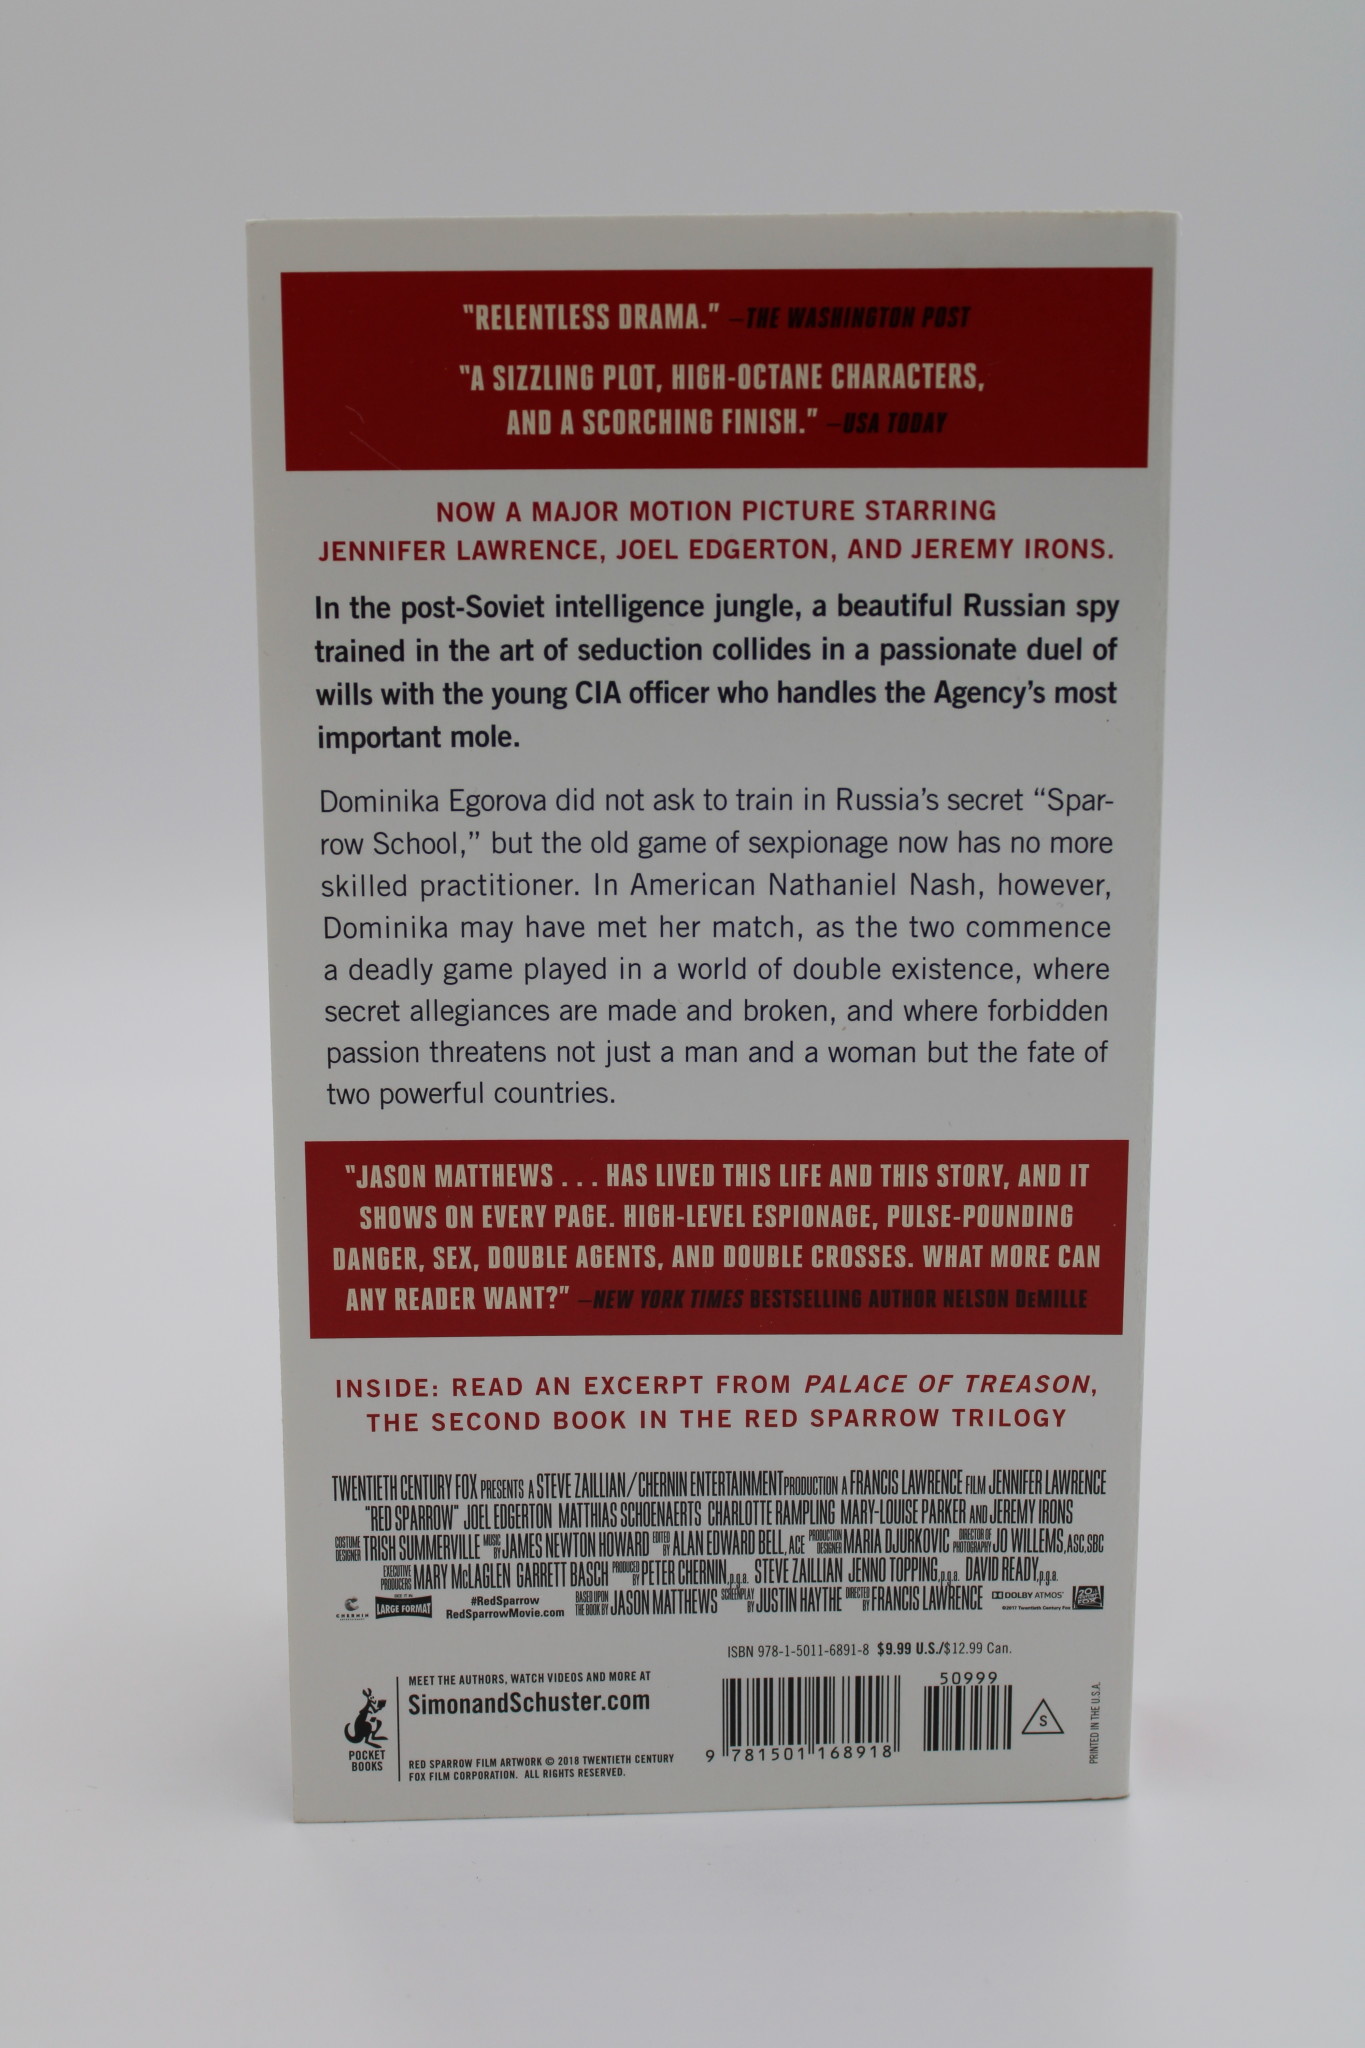 "RELENTLESS DRAMA." —THE WASHINGTON POST
"A SIZZLING PLOT, HIGH-OCTANE CHARACTERS,
AND A SCORCHING FINISH." —USA TODAY
NOW A MAJOR MOTION PICTURE STARRING
JENNIFER LAWRENCE, JOEL EDGERTON, AND JEREMY IRONS.
In the post-Soviet intelligence jungle, a beautiful Russian spy
trained in the art of seduction collides in a passionate duel of
wills with the young CIA officer who handles the Agency's most
important mole.
Dominika Egorova did not ask to train in Russia's secret "Spar-
row School," but the old game of sexpionage now has no more
skilled practitioner. In American Nathaniel Nash, however,
Dominika may have met her match, as the two commence
a deadly game played in a world of double existence, where
secret allegiances are made and broken, and where forbidden
passion threatens not just a man and a woman but the fate of
two powerful countries.
"JASON MATTHEWS . . . HAS LIVED THIS LIFE AND THIS STORY, AND IT
SHOWS ON EVERY PAGE. HIGH-LEVEL ESPIONAGE, PULSE-POUNDING
DANGER, SEX, DOUBLE AGENTS, AND DOUBLE CROSSES. WHAT MORE CAN
ANY READER WANT?" —NEW YORK TIMES BESTSELLING AUTHOR NELSON DeMILLE
INSIDE: READ AN EXCERPT FROM PALACE OF TREASON,
THE SECOND BOOK IN THE RED SPARROW TRILOGY
TWENTIETH CENTURY FOX PRESENTS A STEVE ZAILLIAN/CHERNIN ENTERTAINMENT PRODUCTION A FRANCIS LAWRENCE FILM JENNIFER LAWRENCE
"RED SPARROW" JOEL EDGERTON MATTHIAS SCHOENAERTS CHARLOTTE RAMPLING MARY-LOUISE PARKER AND JEREMY IRONS
COSTUME DESIGNER TRISH SUMMERVILLE MUSIC BY JAMES NEWTON HOWARD EDITED BY ALAN EDWARD BELL, ACE PRODUCTION DESIGNER MARIA DJURKOVIC DIRECTOR OF PHOTOGRAPHY JO WILLEMS, ASC, SBC
EXECUTIVE PRODUCERS MARY McLAGLEN GARRETT BASCH PRODUCED BY PETER CHERNIN, p.g.a. STEVE ZAILLIAN JENNO TOPPING, p.g.a. DAVID READY, p.g.a.
CHERNIN SEE IT IN LARGE FORMAT #RedSparrow RedSparrowMovie.com BASED UPON THE BOOK BY JASON MATTHEWS SCREENPLAY BY JUSTIN HAYTHE DIRECTED BY FRANCIS LAWRENCE DOLBY ATMOS ©2017 Twentieth Century Fox 20th CENTURY FOX
ISBN 978-1-5011-6891-8 $9.99 U.S./$12.99 Can.
MEET THE AUTHORS, WATCH VIDEOS AND MORE AT
SimonandSchuster.com
POCKET
BOOKS
RED SPARROW FILM ARTWORK © 2018 TWENTIETH CENTURY
FOX FILM CORPORATION. ALL RIGHTS RESERVED.
9 781501 168918
50999
S
PRINTED IN THE U.S.A.